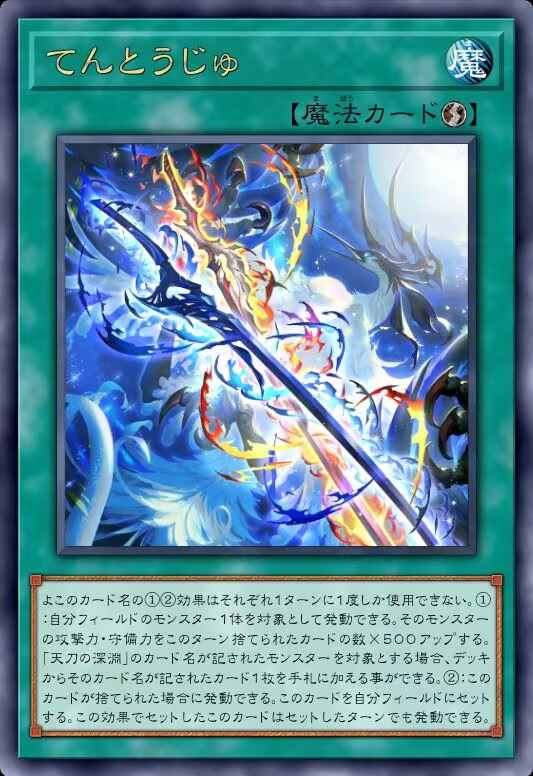 てんとうじゅ
魔
【魔法カード】
まほう
よこのカード名の①②効果はそれぞれ1ターンに1度しか使用できない。①
:自分フィールドのモンスター1体を対象として発動できる。そのモンスター
の攻撃力・守備力をこのターン捨てられたカードの数×500アップする。
「天刀の深淵」のカード名が記されたモンスターを対象とする場合、デッキ
からそのカード名が記されたカード1枚を手札に加える事ができる。②:この
カードが捨てられた場合に発動できる。このカードを自分フィールドにセット
する。この効果でセットしたこのカードはセットしたターンでも発動できる。